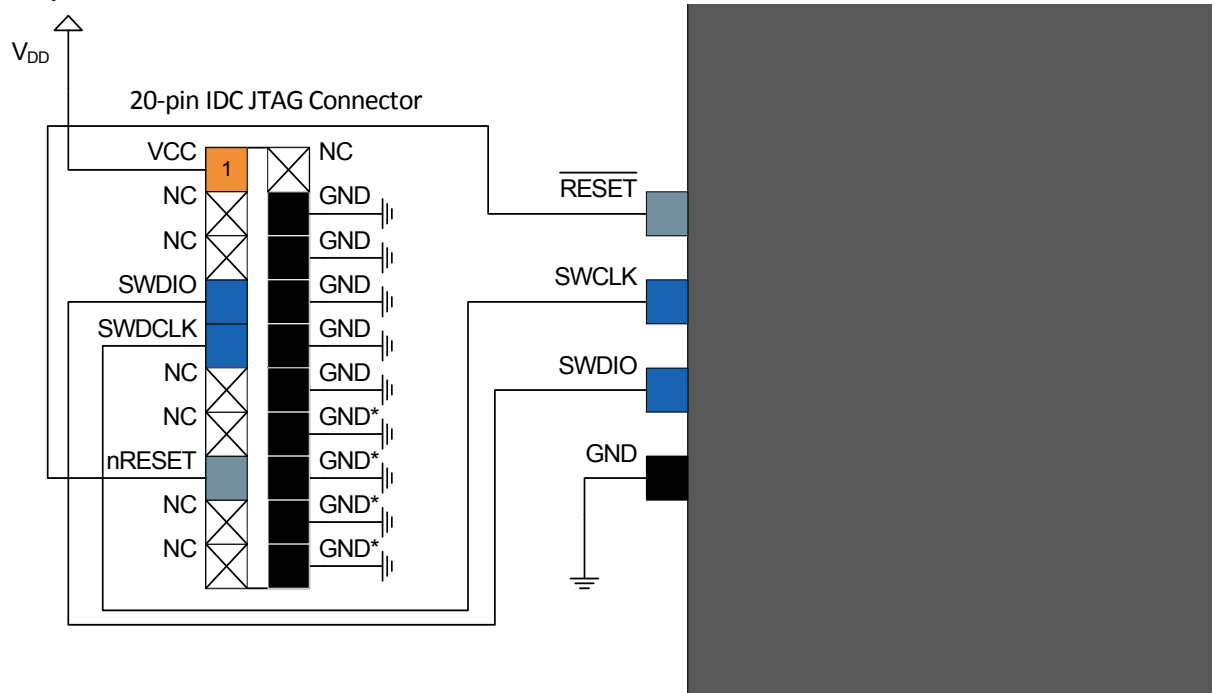 V_DD
20-pin IDC JTAG Connector
VCC
1
NC
NC
GND
NC
GND
SWDIO
GND
SWDCLK
GND
NC
GND
NC
GND*
nRESET
GND*
NC
GND*
NC
GND*
RESET
SWCLK
SWDIO
GND